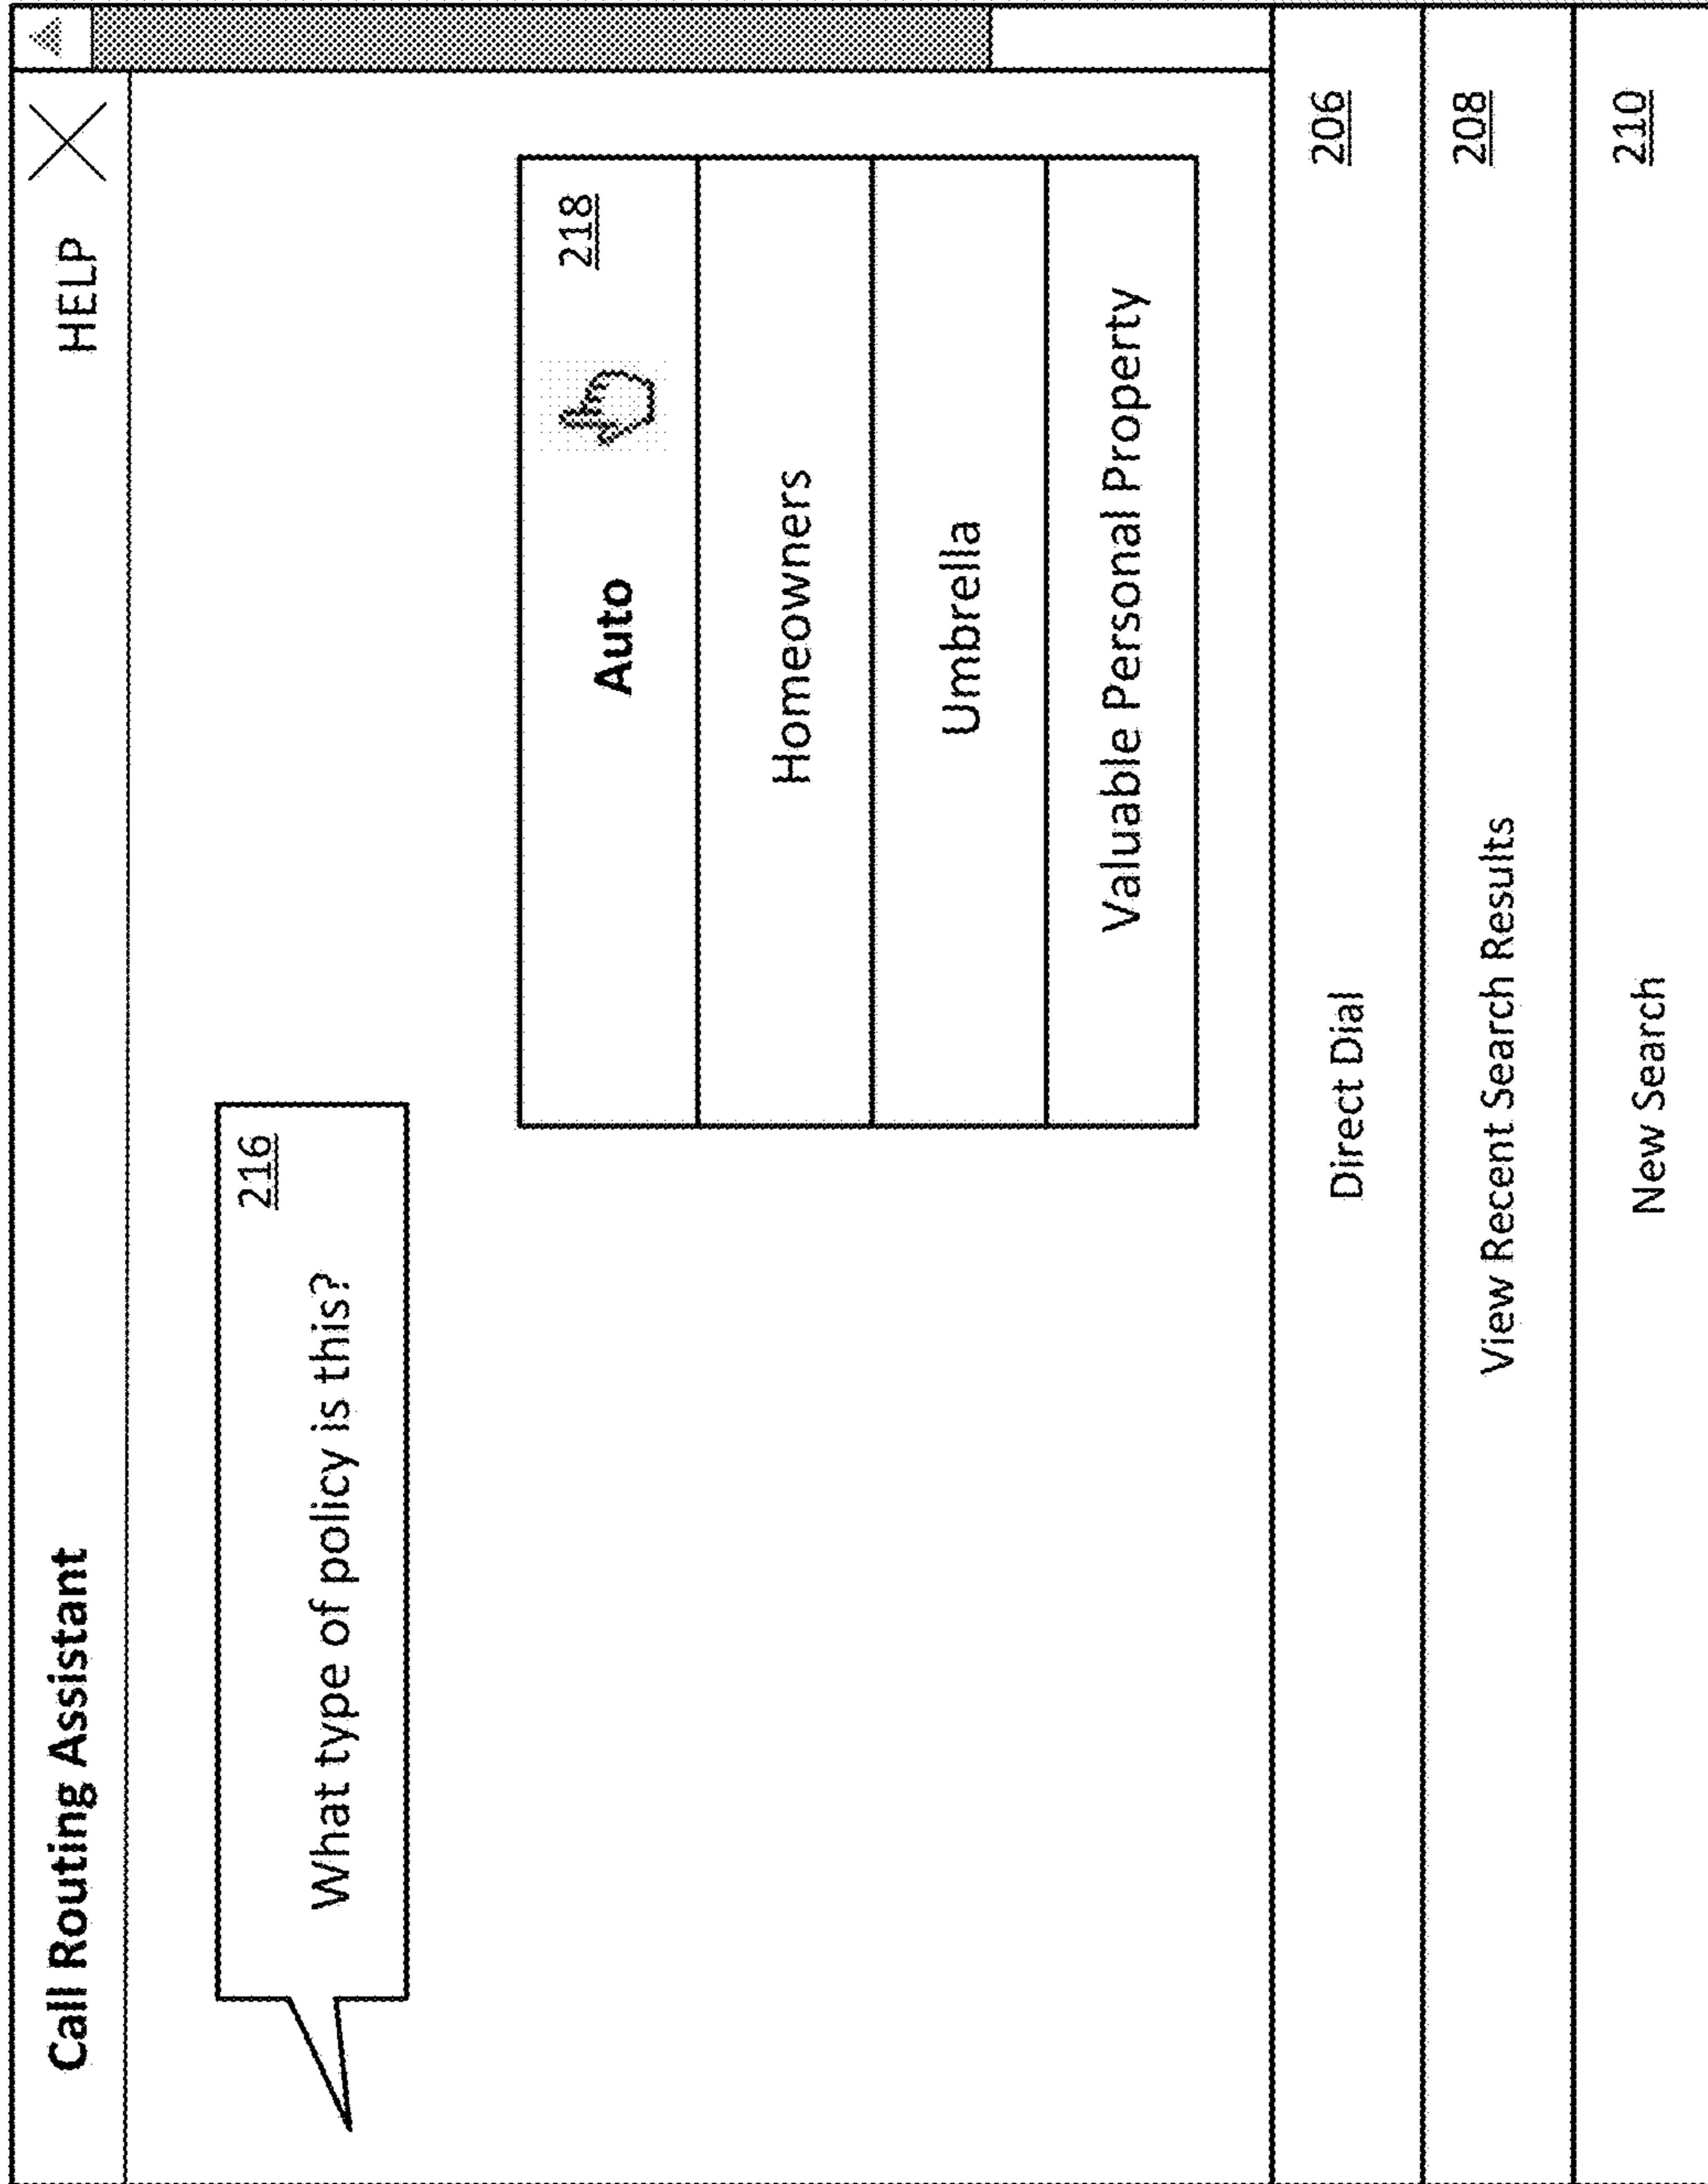 Call Routing Assistant HELP
216
What type of policy is this?
218
Auto
Homeowners
Umbrella
Valuable Personal Property
206
Direct Dial
208
View Recent Search Results
210
New Search